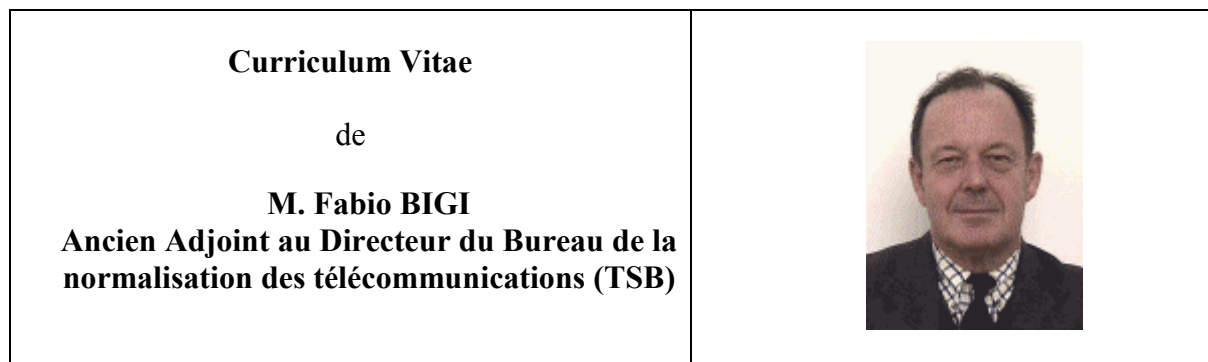 Curriculum Vitae
de
M. Fabio BIGI
Ancien Adjoint au Directeur du Bureau de la
normalisation des télécommunications (TSB)